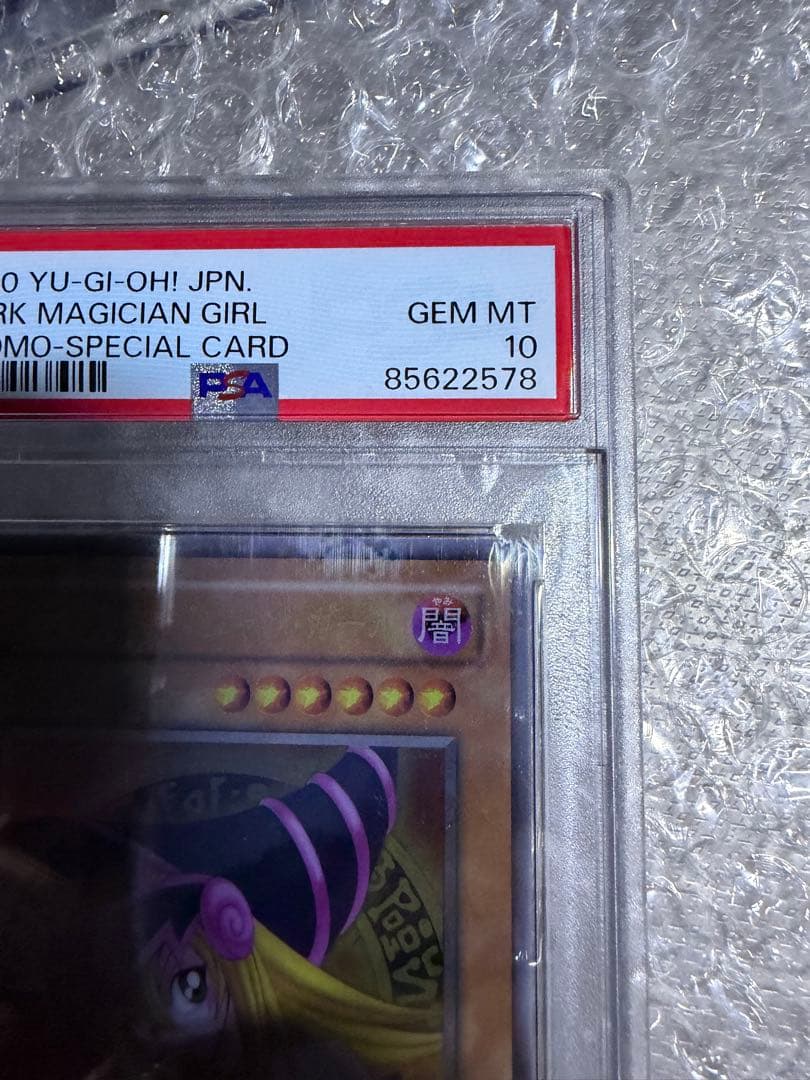 0 YU-GI-OH! JPN.
RK MAGICIAN GIRL GEM MT
OMO-SPECIAL CARD 10
PSA 85622578
やみ
闇